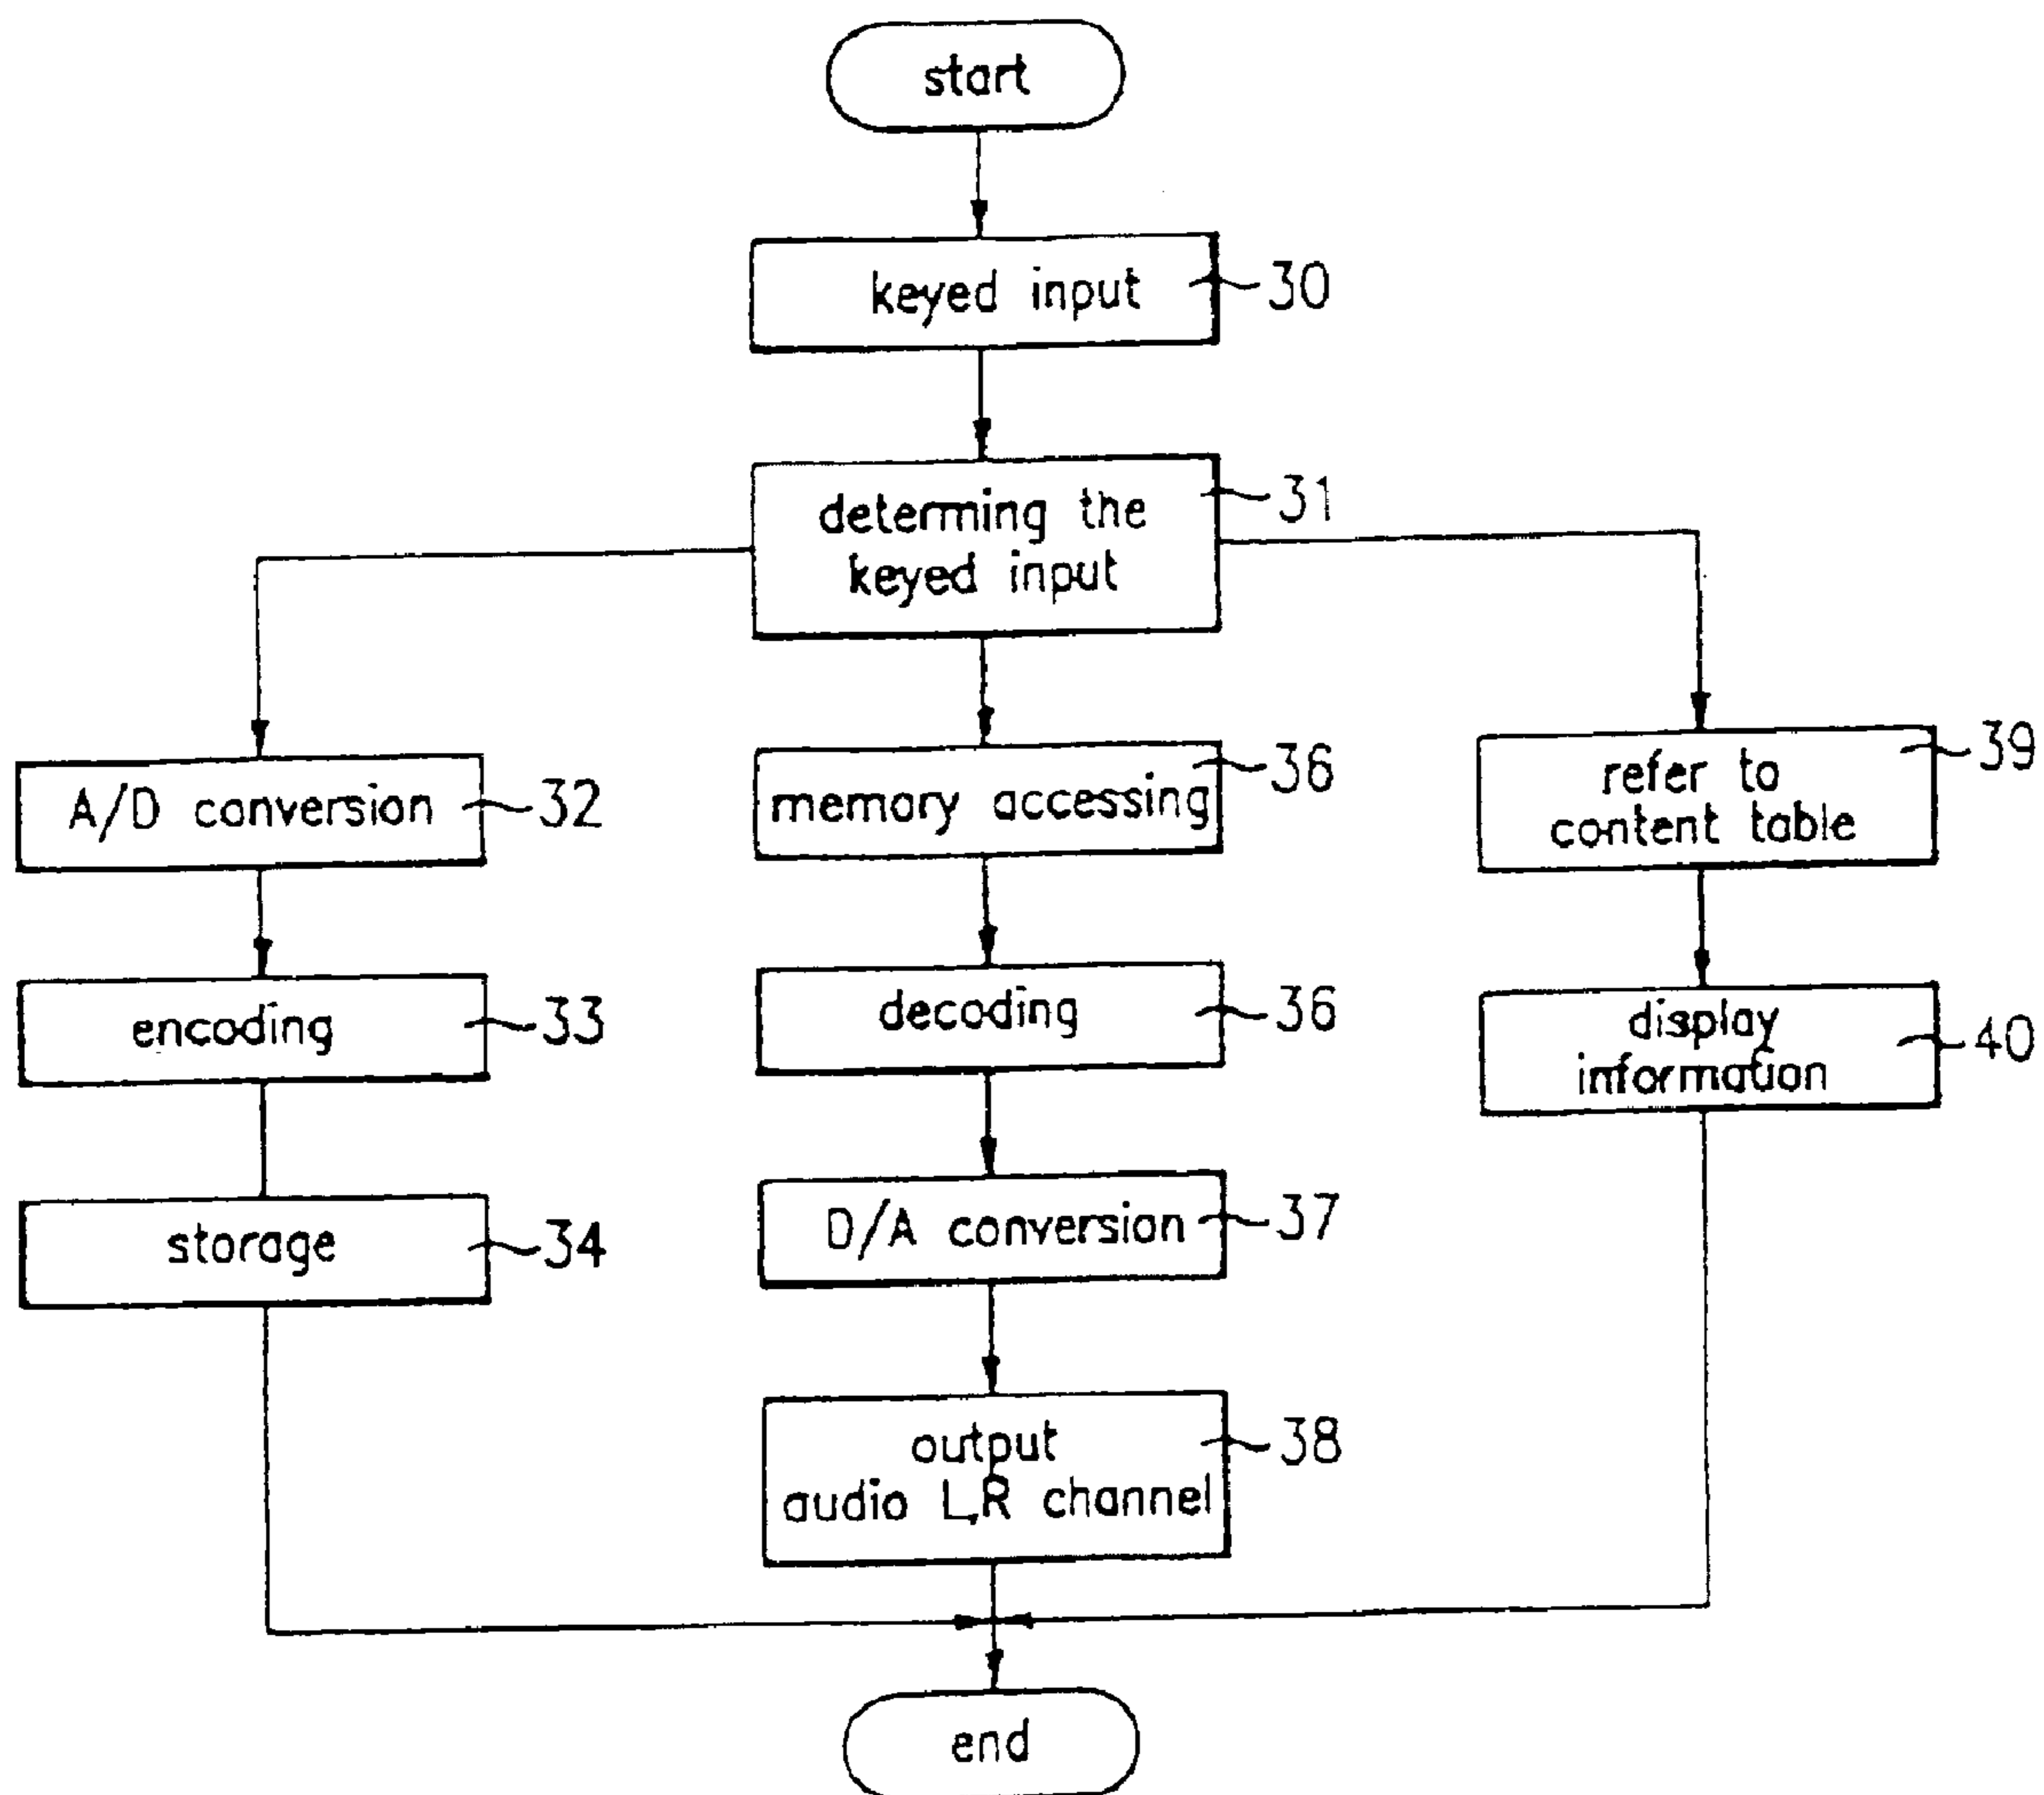 start
keyed input
30
determing the
keyed input
31
A/D conversion
32
memory accessing
36
refer to
content table
39
encoding
33
decoding
36
display
information
40
storage
34
D/A conversion
37
output
audio L,R channel
38
end